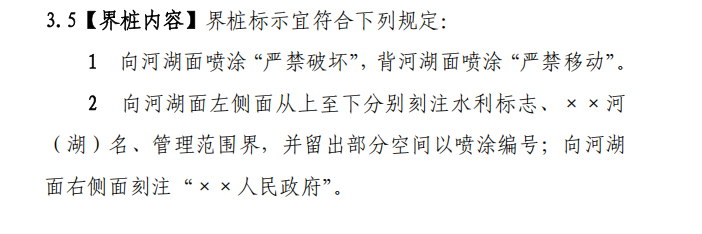 3.5【界桩内容】界桩标示宜符合下列规定：
1 向河湖面喷涂“严禁破坏”，背河湖面喷涂“严禁移动”。
2 向河湖面左侧面从上至下分别刻注水利标志、××河
（湖）名、管理范围界，并留出部分空间以喷涂编号；向河湖
面右侧面刻注“××人民政府”。